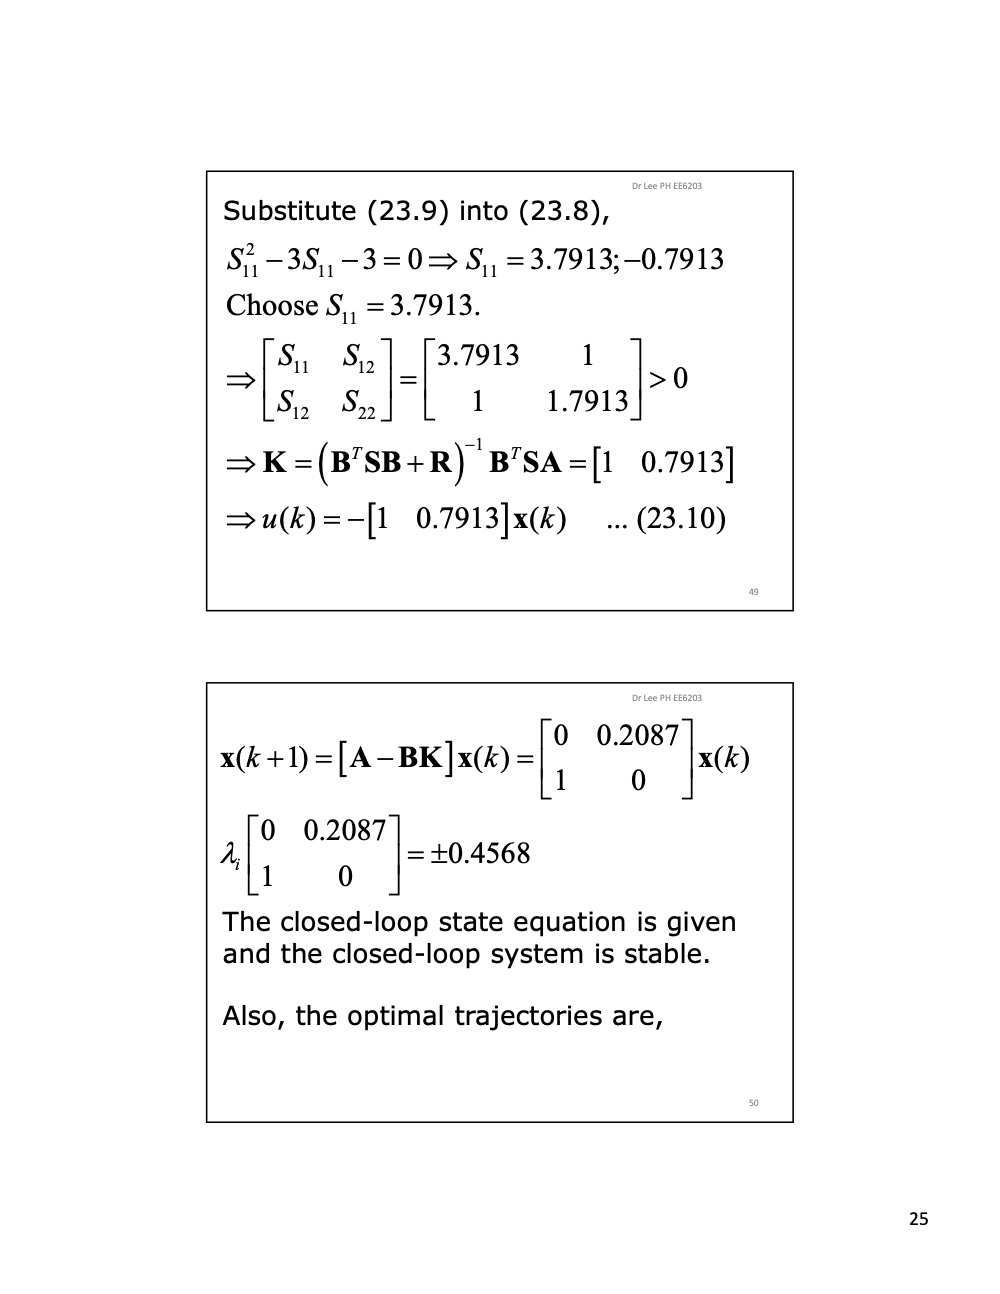 Dr Lee PH EE6203
Substitute (23.9) into (23.8),
S₁₁² − 3S₁₁ − 3 = 0 ⇒ S₁₁ = 3.7913; −0.7913
Choose S₁₁ = 3.7913.
⇒ [S₁₁ S₁₂; S₁₂ S₂₂] = [3.7913 1; 1 1.7913] > 0
⇒ K = (BᵀSB + R)⁻¹ BᵀSA = [1 0.7913]
⇒ u(k) = −[1 0.7913]x(k) ... (23.10)
49
Dr Lee PH EE6203
x(k+1) = [A − BK]x(k) = [0 0.2087; 1 0] x(k)
λᵢ [0 0.2087; 1 0] = ±0.4568
The closed-loop state equation is given
and the closed-loop system is stable.
Also, the optimal trajectories are,
50
25